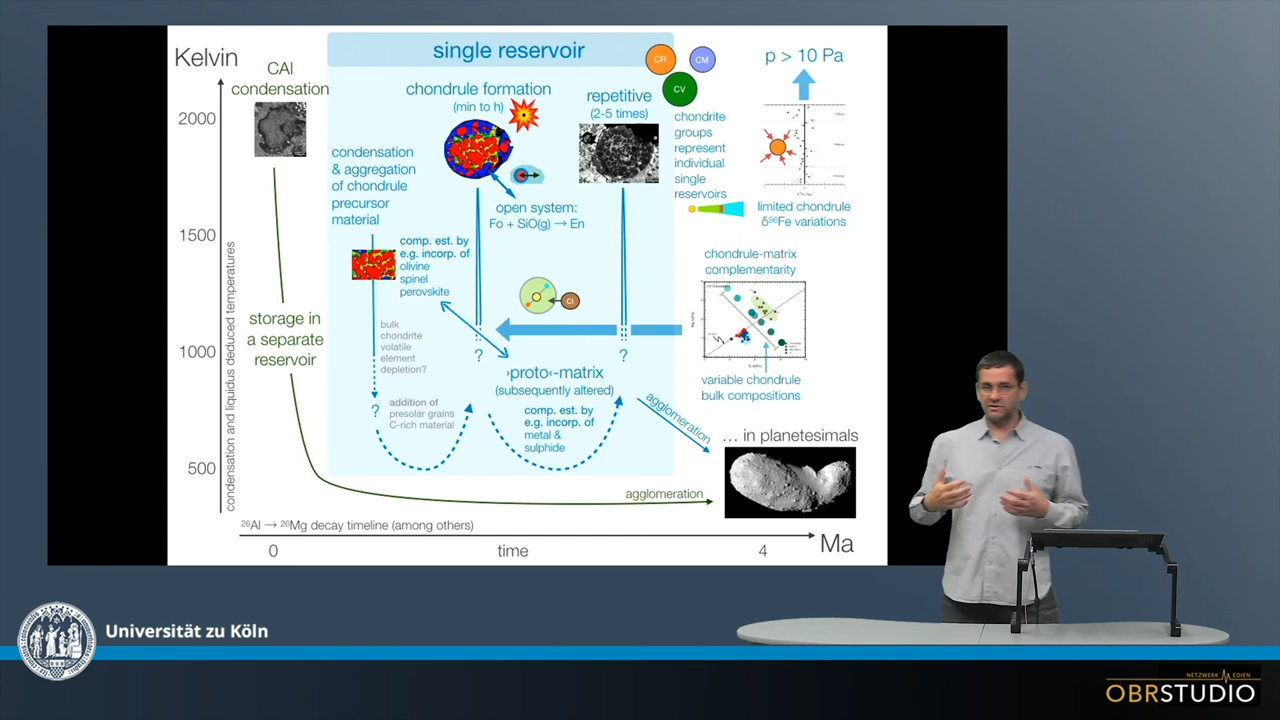 Kelvin
single reservoir
CAI
condensation
2000
1500
1000
500
condensation and liquidus deduced temperatures
condensation
& aggregation
of chondrule
precursor
material
chondrule formation
(min to h)
repetitive
(2-5 times)
open system:
Fo + SiO(g) → En
comp. est. by
e.g. incorp. of
olivine
spinel
perovskite
CI
storage in
a separate
reservoir
bulk
chondrite
volatile
element
depletion?
?
addition of
presolar grains
C-rich material
?
?
›proto‹-matrix
(subsequently altered)
comp. est. by
e.g. incorp. of
metal &
sulphide
agglomeration
agglomeration
CR
CM
CV
chondrite
groups
represent
individual
single
reservoirs
p > 10 Pa
limited chondrule
δ⁵⁶Fe variations
chondrule-matrix
complementarity
variable chondrule
bulk compositions
... in planetesimals
²⁶Al → ²⁶Mg decay timeline (among others)
0
time
4
Ma
Universität zu Köln
NETZWERK MEDIEN
OBRSTUDIO